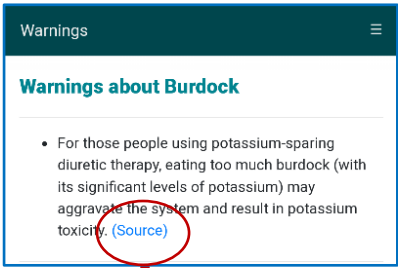 Warnings
Warnings about Burdock
For those people using potassium-sparing
diuretic therapy, eating too much burdock (with
its significant levels of potassium) may
aggravate the system and result in potassium
toxicity. (Source)